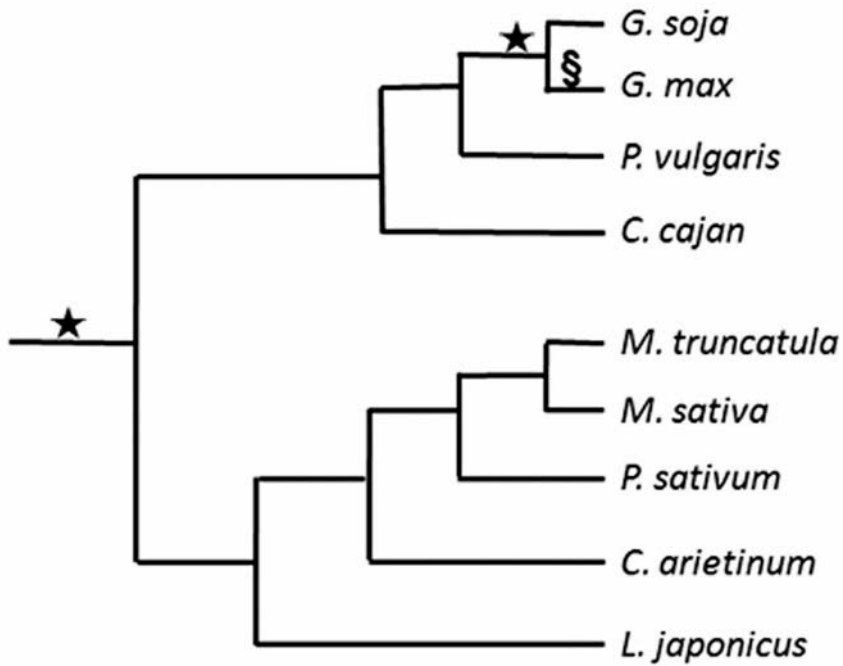 G. soja
§
G. max
P. vulgaris
C. cajan
M. truncatula
M. sativa
P. sativum
C. arietinum
L. japonicus